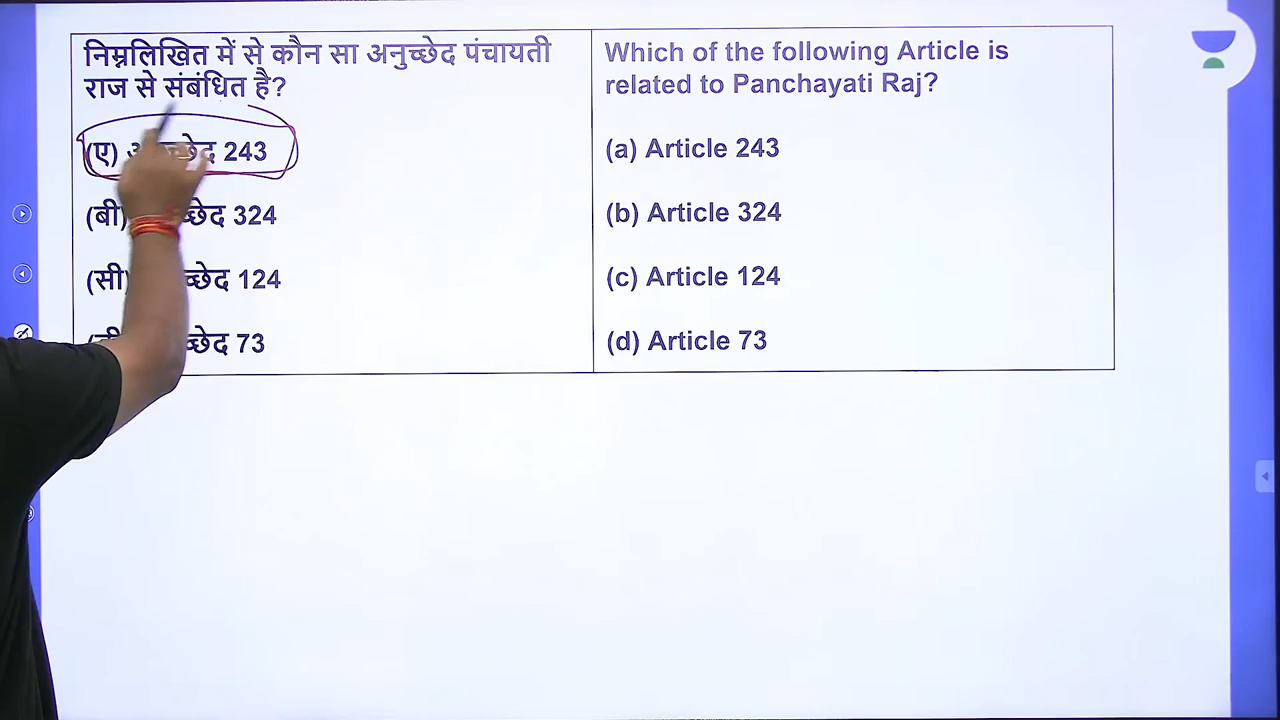 निम्नलिखित में से कौन सा अनुच्छेद पंचायती
राज से संबंधित है?
(ए) 243
(बी) 324
(सी) 124
73
Which of the following Article is
related to Panchayati Raj?
(a) Article 243
(b) Article 324
(c) Article 124
(d) Article 73